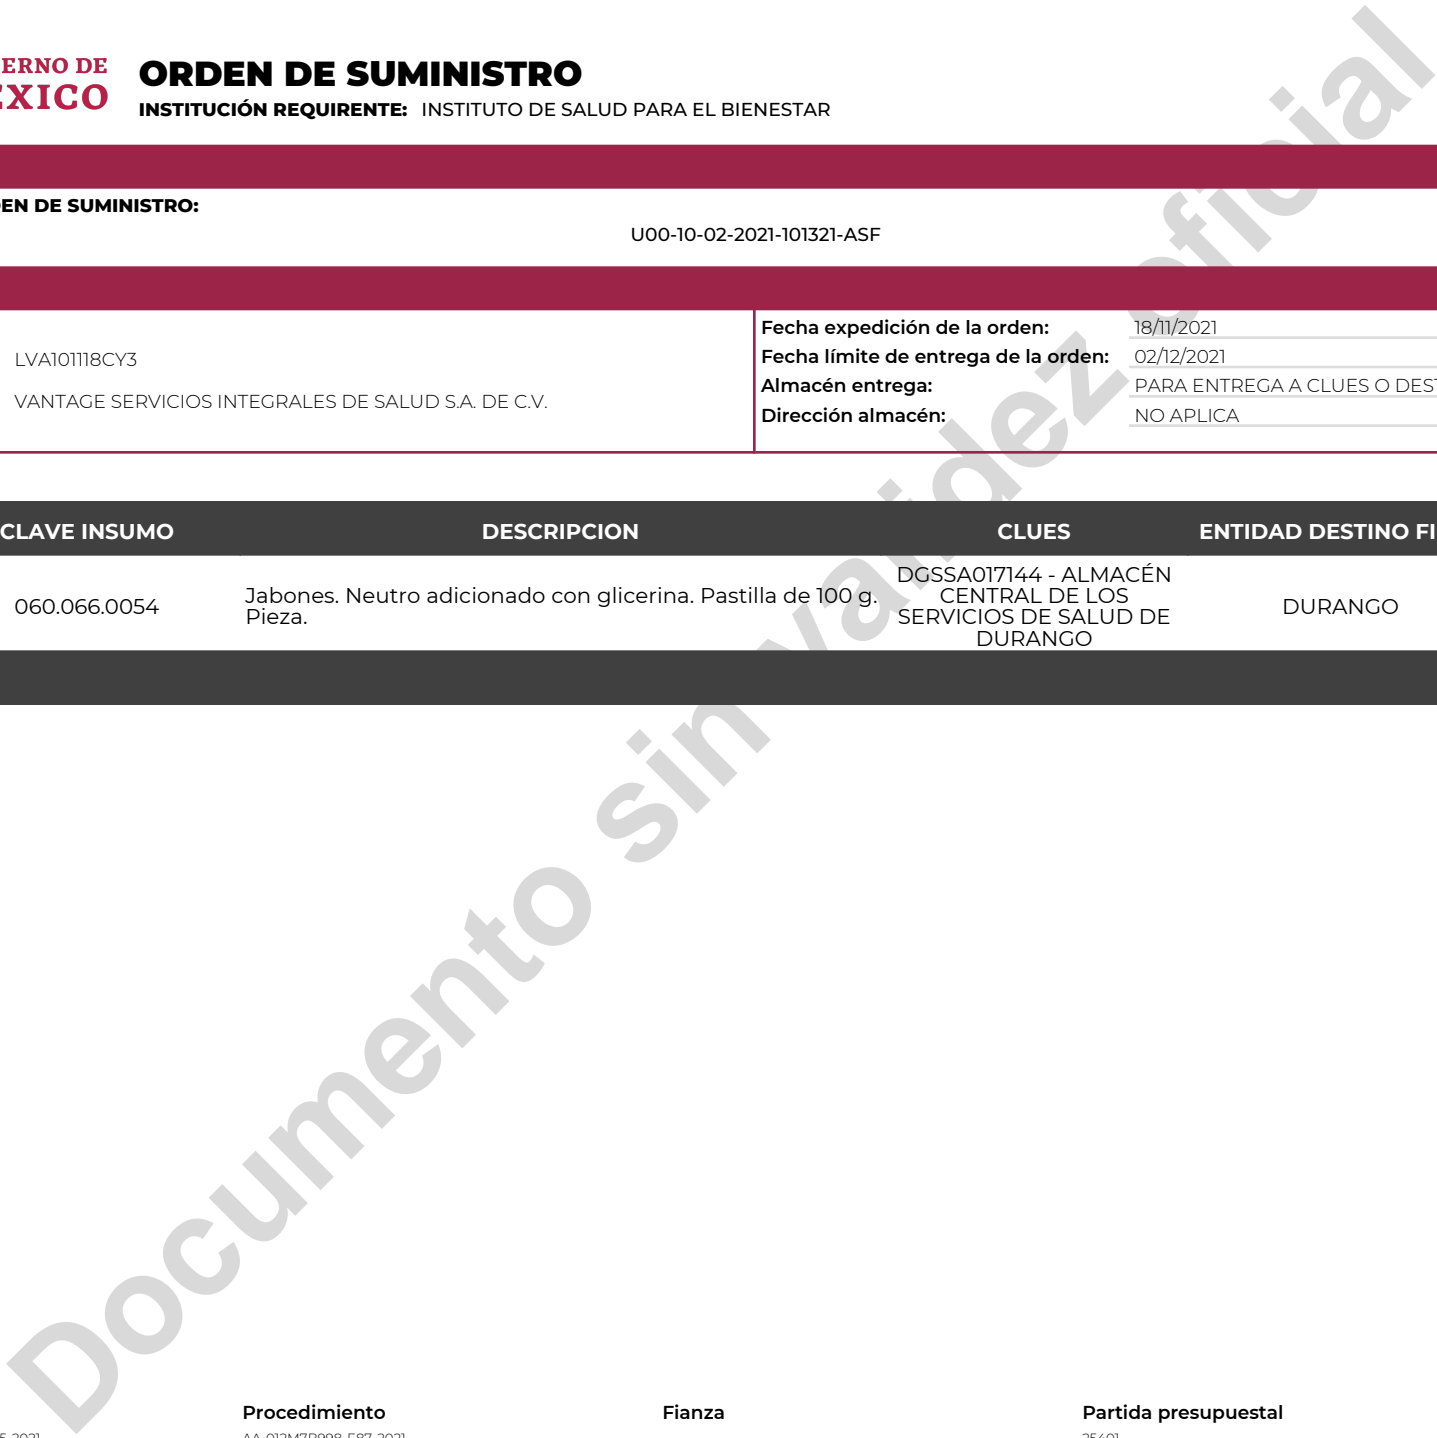 ERNO DE
EXICO
ORDEN DE SUMINISTRO
INSTITUCIÓN REQUIRENTE: INSTITUTO DE SALUD PARA EL BIENESTAR
EN DE SUMINISTRO:
U00-10-02-2021-101321-ASF
LVA101118CY3
VANTAGE SERVICIOS INTEGRALES DE SALUD S.A. DE C.V.
Fecha expedición de la orden: 18/11/2021
Fecha límite de entrega de la orden: 02/12/2021
Almacén entrega: PARA ENTREGA A CLUES O DEST
Dirección almacén: NO APLICA
CLAVE INSUMO DESCRIPCION CLUES ENTIDAD DESTINO FI
060.066.0054
Jabones. Neutro adicionado con glicerina. Pastilla de 100 g.
Pieza.
DGSSA017144 - ALMACÉN
CENTRAL DE LOS
SERVICIOS DE SALUD DE
DURANGO
DURANGO
Documento sin validez oficial
Procedimiento Fianza Partida presupuestal